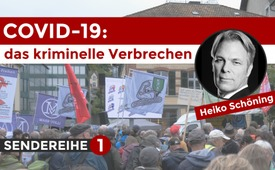 COVID-19:
das kriminelle Verbrechen
Heiko Schöning
SENDEREIHE 1